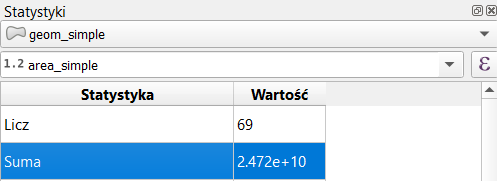 Statystyki
geom_simple
1.2 area_simple ε
Statystyka Wartość
Licz 69
Suma 2.472e+10